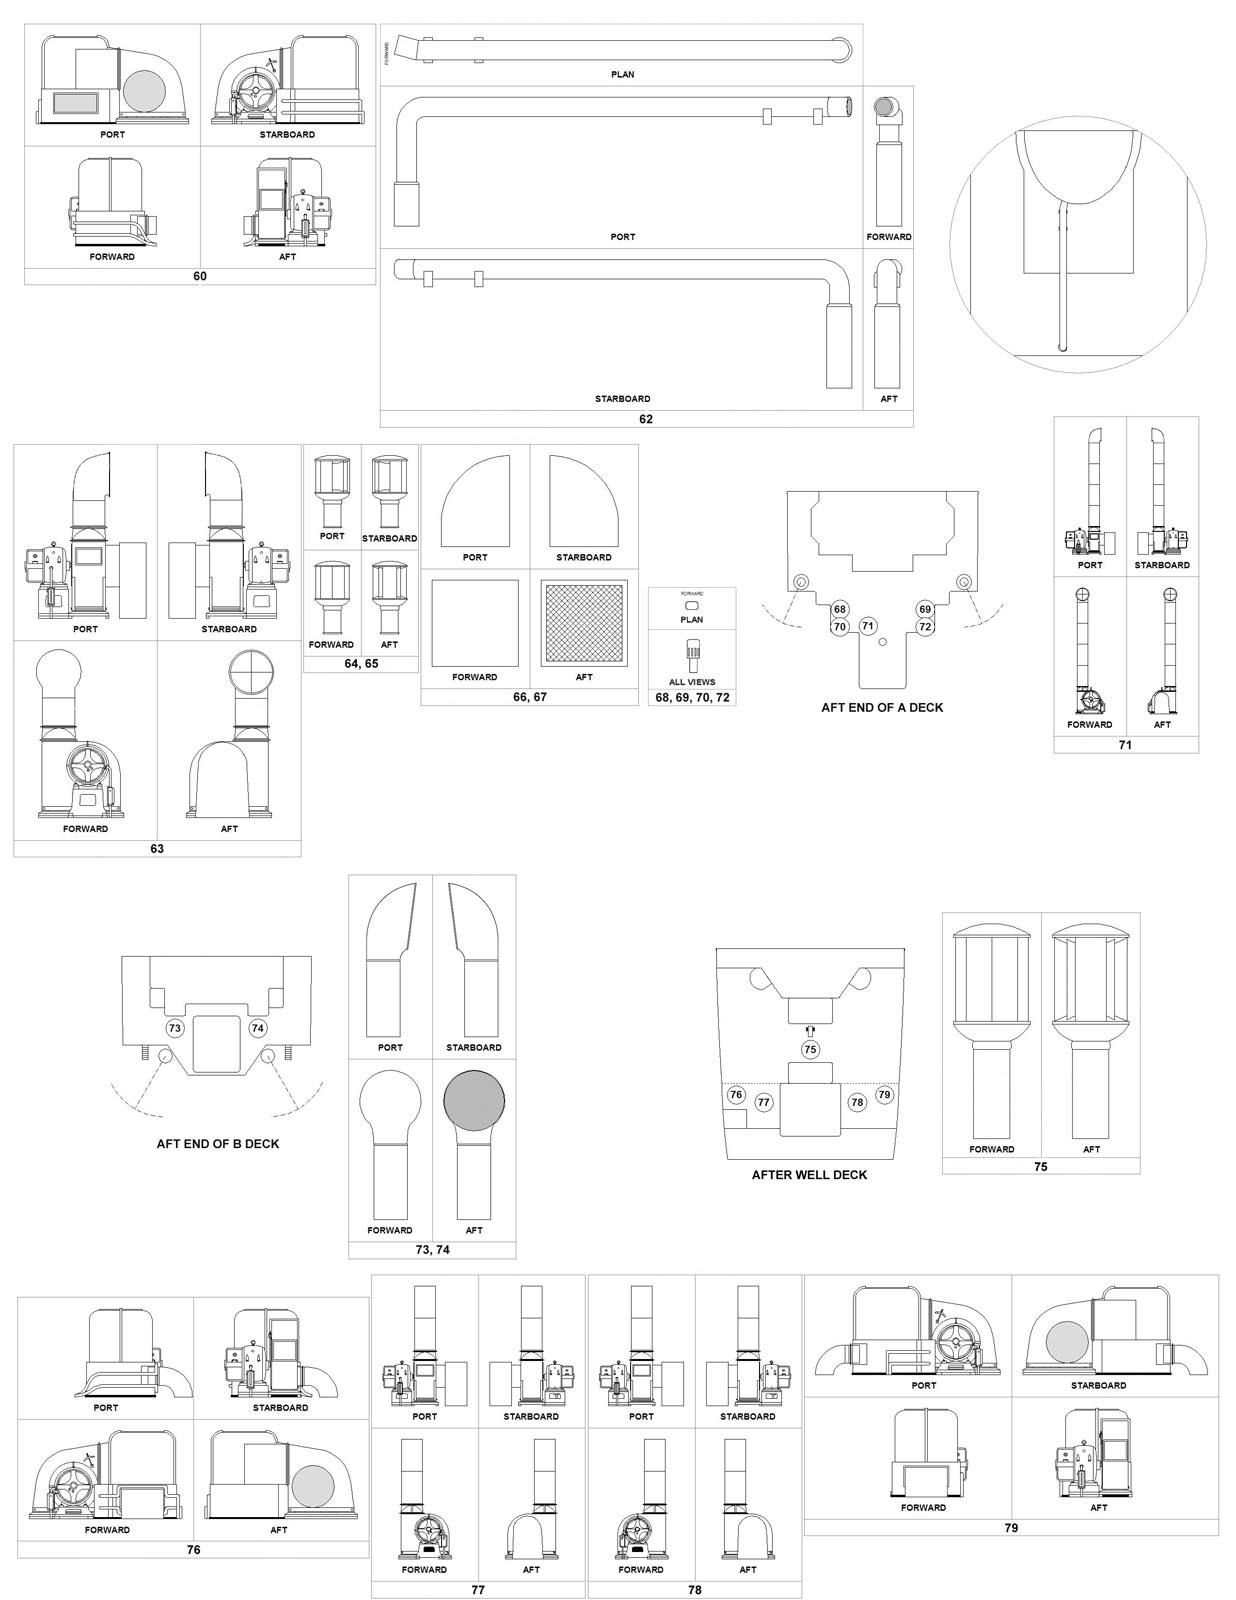 PORT
STARBOARD
FORWARD
AFT
60
FORWARD
PLAN
PORT
FORWARD
STARBOARD
AFT
62
PORT
STARBOARD
FORWARD
AFT
63
PORT
STARBOARD
FORWARD
AFT
64, 65
PORT
STARBOARD
FORWARD
AFT
66, 67
FORWARD
PLAN
ALL VIEWS
68, 69, 70, 72
68
69
70
71
72
AFT END OF A DECK
PORT
STARBOARD
FORWARD
AFT
71
73
74
AFT END OF B DECK
PORT
STARBOARD
FORWARD
AFT
73, 74
75
76
77
78
79
AFTER WELL DECK
FORWARD
AFT
75
PORT
STARBOARD
FORWARD
AFT
76
PORT
STARBOARD
FORWARD
AFT
77
PORT
STARBOARD
FORWARD
AFT
78
PORT
STARBOARD
FORWARD
AFT
79